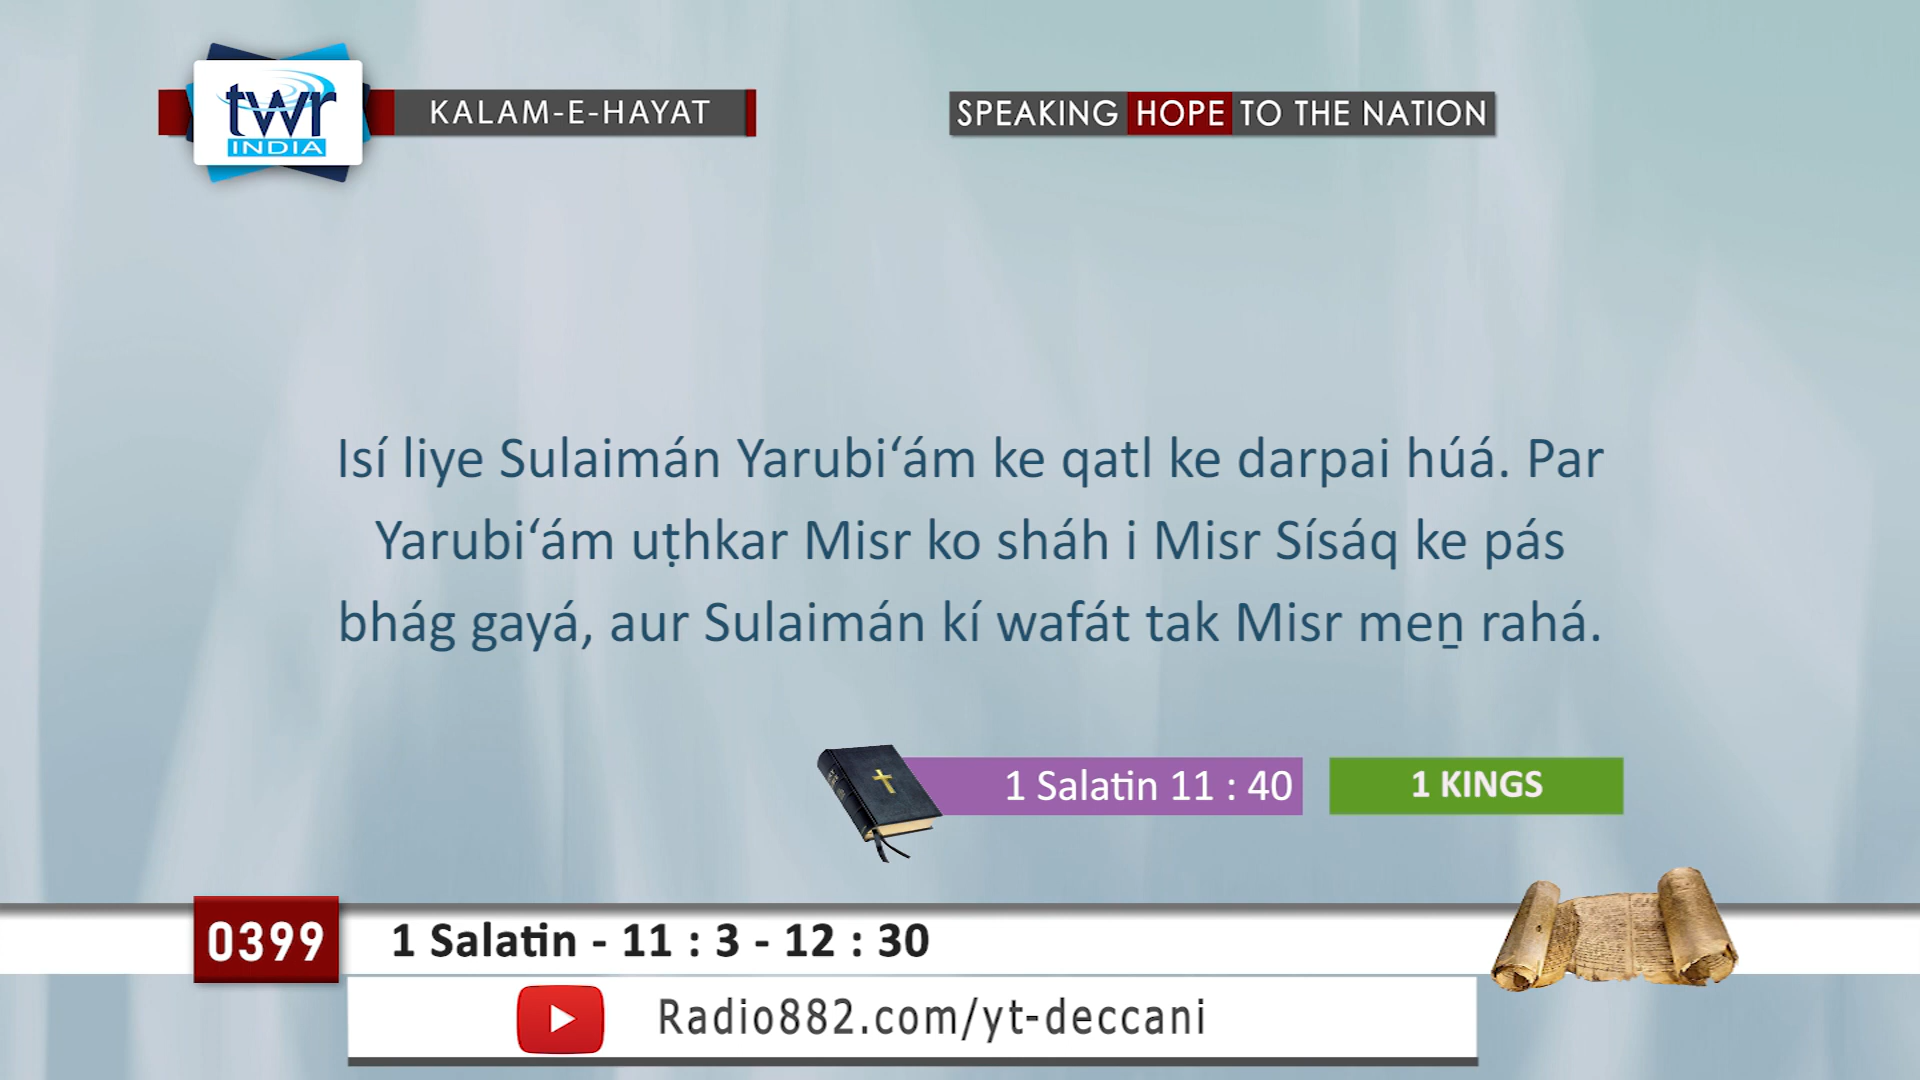 twr
INDIA
KALAM-E-HAYAT
SPEAKING HOPE TO THE NATION
Isí liye Sulaimán Yarubi‘ám ke qatl ke darpai húá. Par
Yarubi‘ám uṭhkar Misr ko sháh i Misr Sísáq ke pás
bhág gayá, aur Sulaimán kí wafát tak Misr meṉ rahá.
1 Salatin 11 : 40
1 KINGS
0399
1 Salatin - 11 : 3 - 12 : 30
Radio882.com/yt-deccani